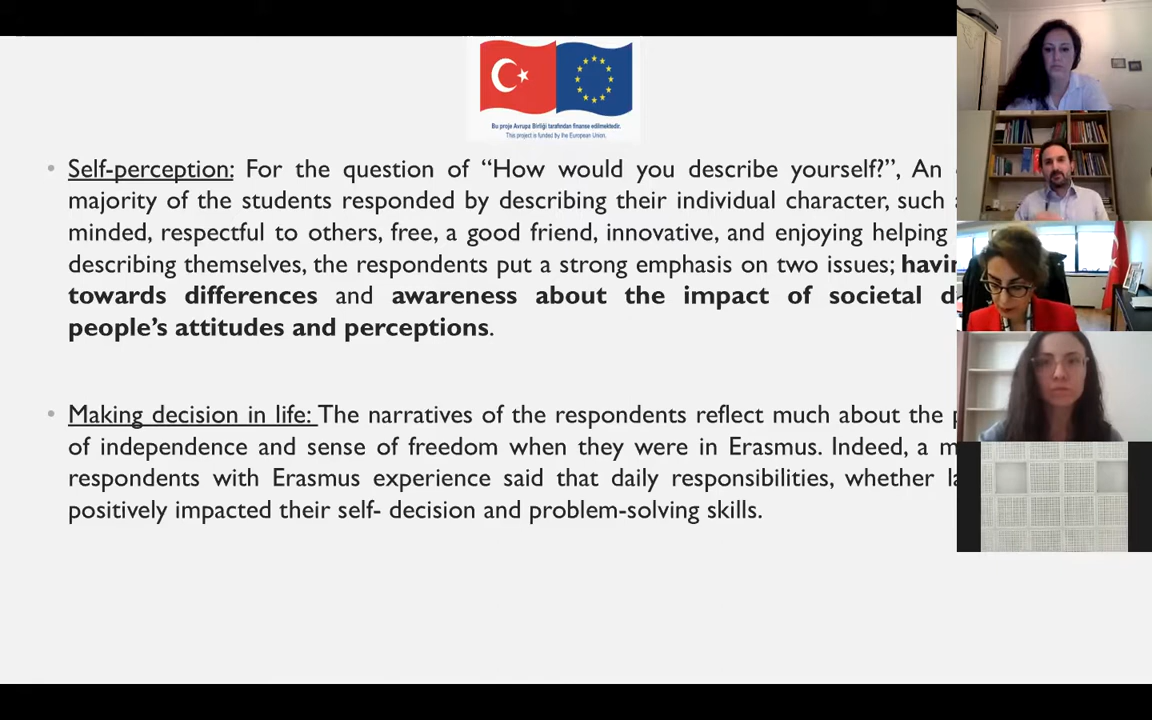 Bu proje Avrupa Birliği tarafından finanse edilmektedir.
This project is funded by the European Union.
• Self-perception: For the question of “How would you describe yourself?”, An
majority of the students responded by describing their individual character, such
minded, respectful to others, free, a good friend, innovative, and enjoying helping
describing themselves, the respondents put a strong emphasis on two issues;
towards differences and awareness about the impact of societal
people’s attitudes and perceptions.
• Making decision in life: The narratives of the respondents reflect much about the
of independence and sense of freedom when they were in Erasmus. Indeed, a
respondents with Erasmus experience said that daily responsibilities, whether
positively impacted their self- decision and problem-solving skills.